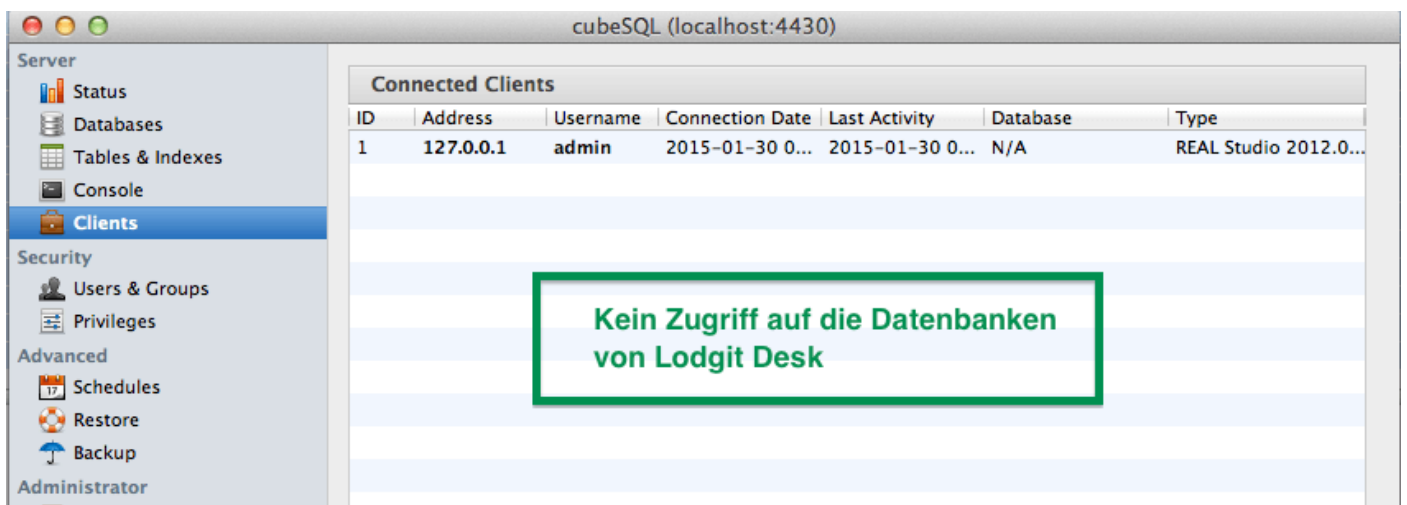 cubeSQL (localhost:4430)
Server
Status
Databases
Tables & Indexes
Console
Clients
Security
Users & Groups
Privileges
Advanced
17
Schedules
Restore
Backup
Administrator
Connected Clients
ID Address Username Connection Date Last Activity Database Type
1 127.0.0.1 admin 2015-01-30 0... 2015-01-30 0... N/A REAL Studio 2012.0...
Kein Zugriff auf die Datenbanken
von Lodgit Desk